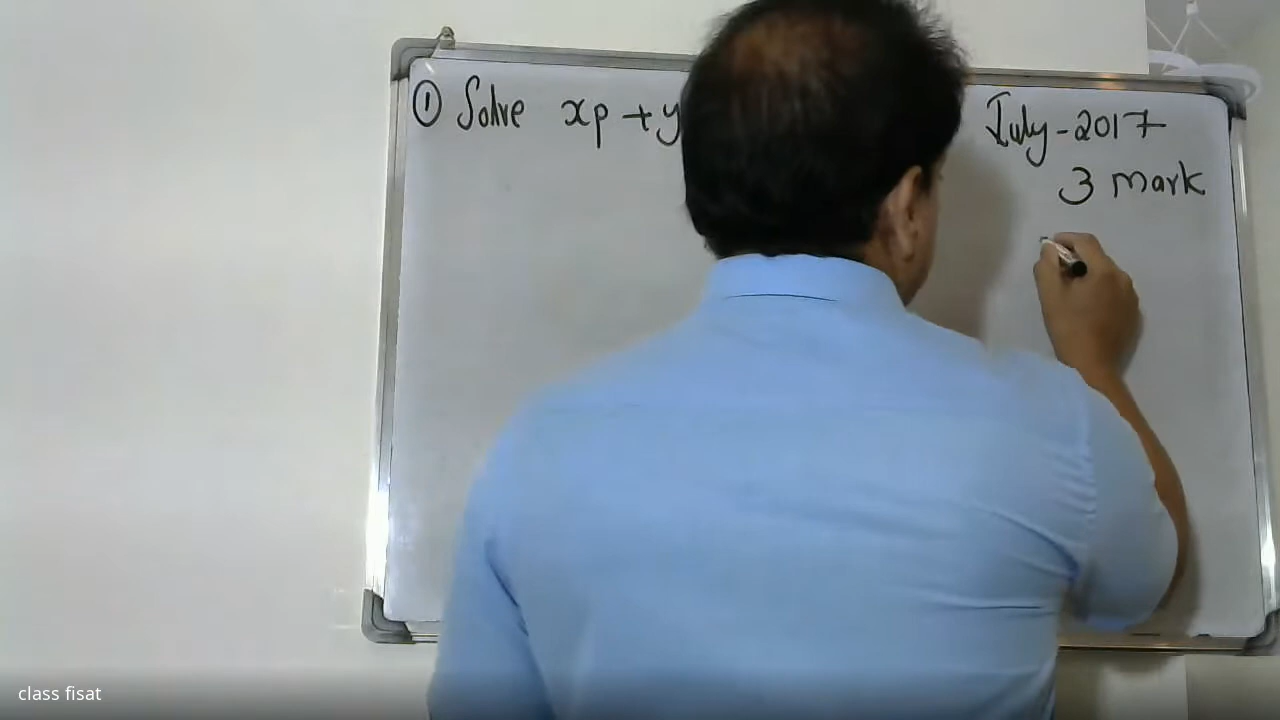 ① Solve xp + y
July - 2017
3 mark
class fisat